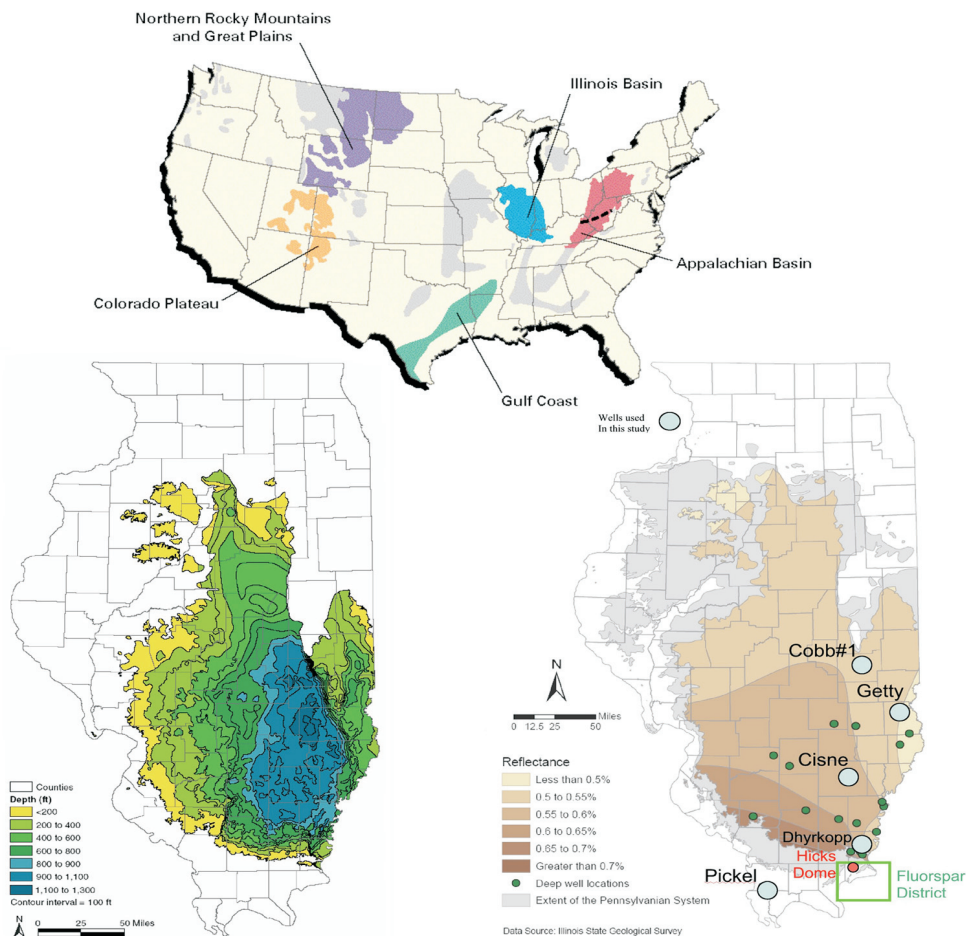 Northern Rocky Mountains
and Great Plains
Illinois Basin
Appalachian Basin
Colorado Plateau
Gulf Coast
Counties
Depth (ft)
<200
200 to 400
400 to 600
600 to 800
800 to 900
900 to 1,100
1,100 to 1,300
Contour interval = 100 ft
N
0 25 50 Miles
Wells used
In this study
N
0 12.5 25 50 Miles
Reflectance
Less than 0.5%
0.5 to 0.55%
0.55 to 0.6%
0.6 to 0.65%
0.65 to 0.7%
Greater than 0.7%
Deep well locations
Extent of the Pennsylvanian System
Data Source: Illinois State Geological Survey
Cobb#1
Getty
Cisne
Dhyrkopp
Hicks
Dome
Pickel
Fluorspar
District